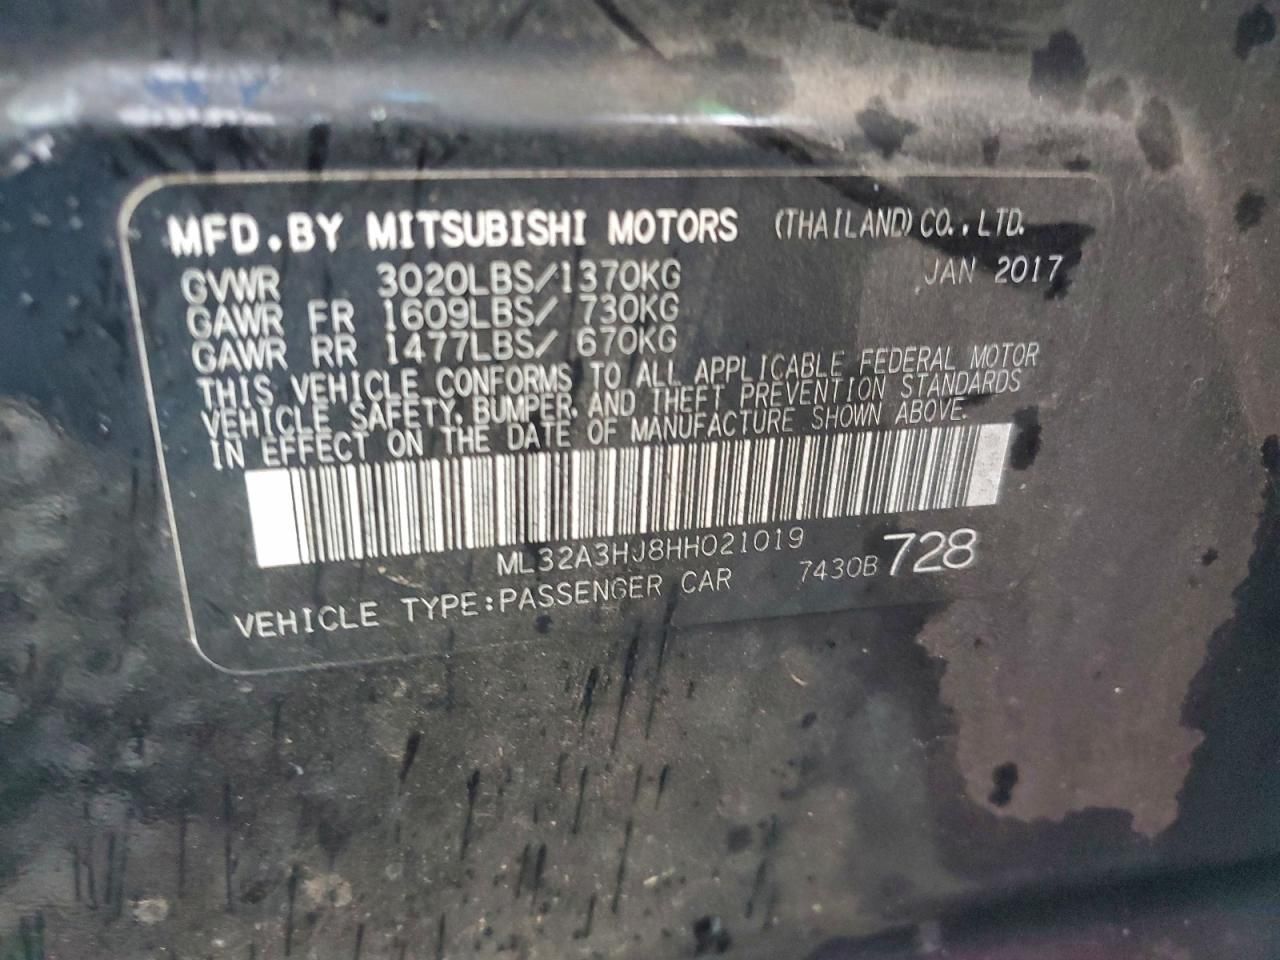 MFD.BY MITSUBISHI MOTORS (THAILAND) CO., LTD.
GVWR 3020LBS/1370KG JAN 2017
GAWR FR 1609LBS/ 730KG
GAWR RR 1477LBS/ 670KG
THIS VEHICLE CONFORMS TO ALL APPLICABLE FEDERAL MOTOR
VEHICLE SAFETY, BUMPER, AND THEFT PREVENTION STANDARDS
IN EFFECT ON THE DATE OF MANUFACTURE SHOWN ABOVE.
ML32A3HJ8HH021019
VEHICLE TYPE:PASSENGER CAR 7430B 728